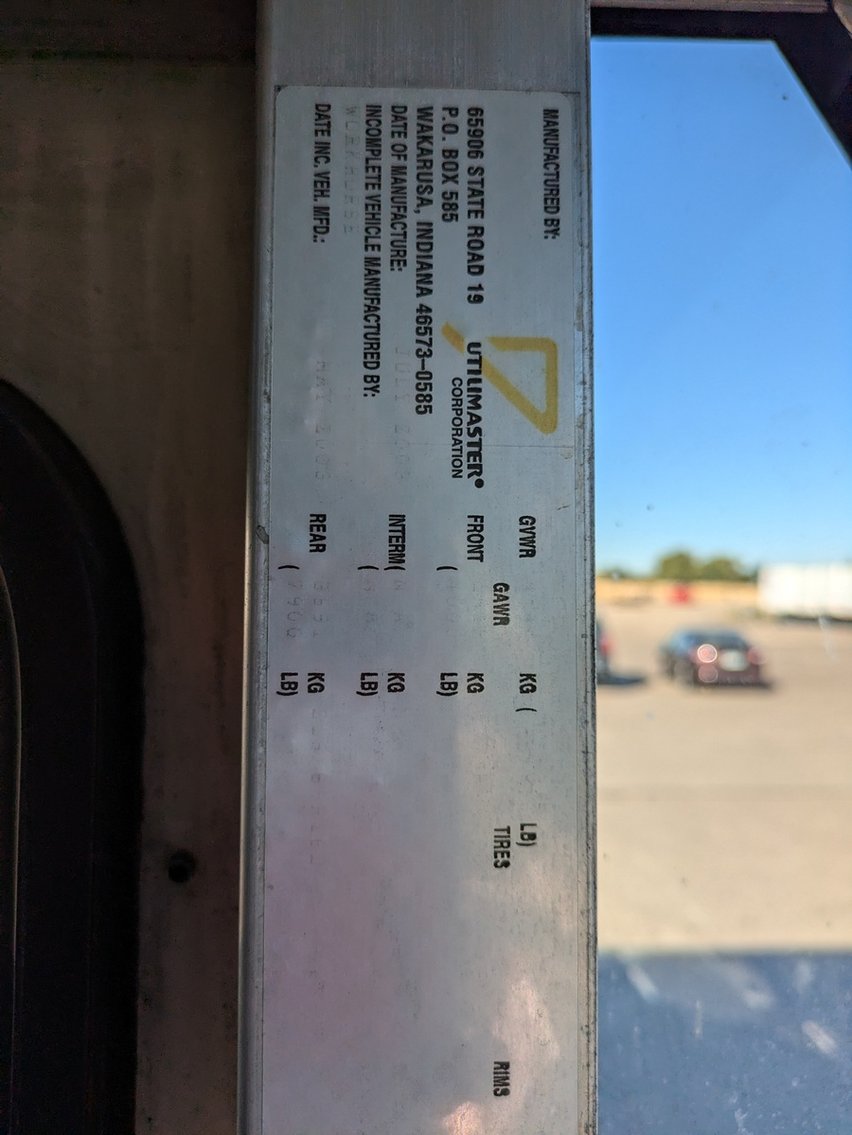 MANUFACTURED BY:
UTILIMASTER®
CORPORATION
65906 STATE ROAD 19
P.O. BOX 585
WAKARUSA, INDIANA 46573–0585
DATE OF MANUFACTURE:
INCOMPLETE VEHICLE MANUFACTURED BY:
WORKHORSE
DATE INC. VEH. MFD.:
GVWR KG ( LB)
GAWR TIRES RIMS
FRONT KG
( LB)
INTERM( KG
( LB)
REAR KG
( LB)